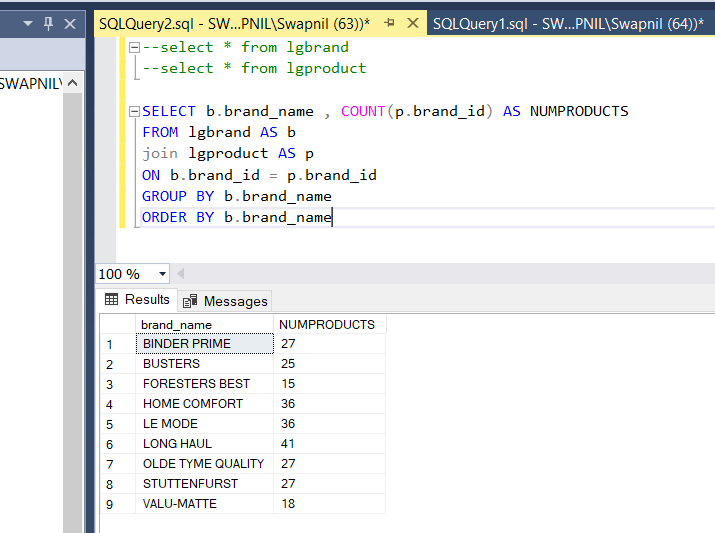 SQLQuery2.sql - SW...PNIL\Swapnil (63))*
SQLQuery1.sql - SW...PNIL\Swapnil (64))*
SWAPNIL\
--select * from lgbrand
--select * from lgproduct
SELECT b.brand_name , COUNT(p.brand_id) AS NUMPRODUCTS
FROM lgbrand AS b
join lgproduct AS p
ON b.brand_id = p.brand_id
GROUP BY b.brand_name
ORDER BY b.brand_name
100 %
Results Messages
brand_name NUMPRODUCTS
1 BINDER PRIME 27
2 BUSTERS 25
3 FORESTERS BEST 15
4 HOME COMFORT 36
5 LE MODE 36
6 LONG HAUL 41
7 OLDE TYME QUALITY 27
8 STUTTENFURST 27
9 VALU-MATTE 18